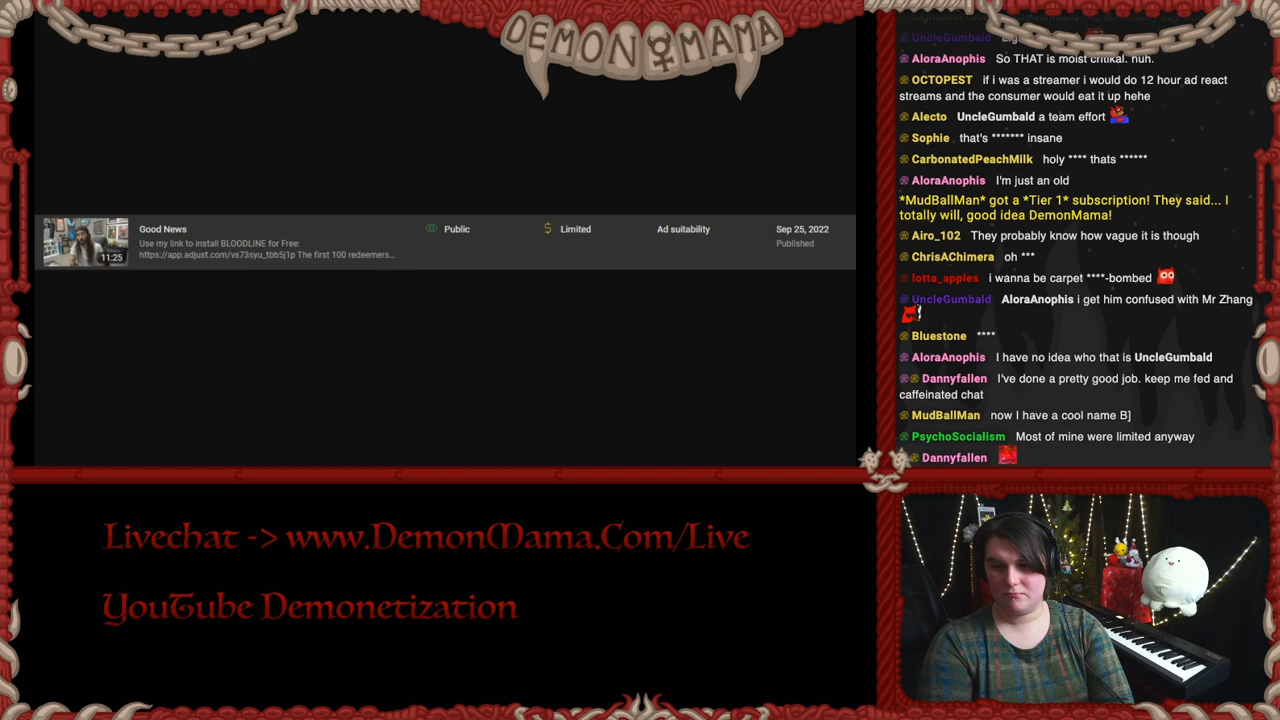 DEMON MAMA
Good News
Use my link to install BLOODLINE for Free:
https://app.adjust.com/vs73syu_tbb5j1p The first 100 redeemers...
11:25
Public
Limited
Ad suitability
Sep 25, 2022
Published
UncleGumbald
AloraAnophis So THAT is moist critikal. huh.
OCTOPEST if i was a streamer i would do 12 hour ad react
streams and the consumer would eat it up hehe
Alecto UncleGumbald a team effort
Sophie that's ******* insane
CarbonatedPeachMilk holy **** thats ******
AloraAnophis I'm just an old
*MudBallMan* got a *Tier 1* subscription! They said... I
totally will, good idea DemonMama!
Airo_102 They probably know how vague it is though
ChrisAChimera oh ***
lotta_apples i wanna be carpet ****-bombed
UncleGumbald AloraAnophis i get him confused with Mr Zhang
Bluestone ****
AloraAnophis I have no idea who that is UncleGumbald
Dannyfallen I've done a pretty good job. keep me fed and
caffeinated chat
MudBallMan now I have a cool name B]
PsychoSocialism Most of mine were limited anyway
Dannyfallen
Livechat -> www.DemonMama.Com/Live
YouTube Demonetization